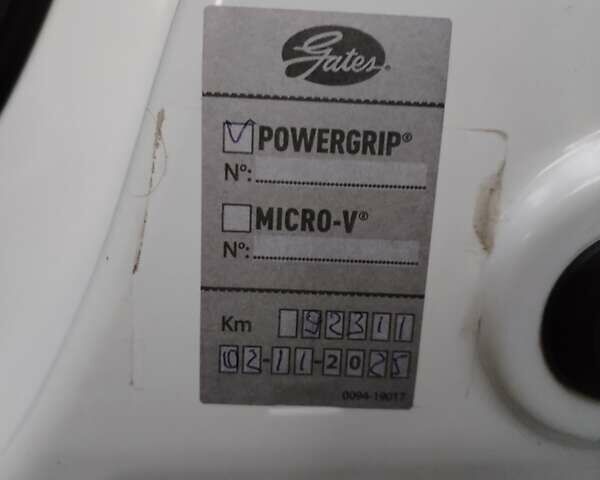 Gates®
POWERGRIP®
Nº:
MICRO-V®
Nº:
Km 92311
02-11-2025
0094-19017